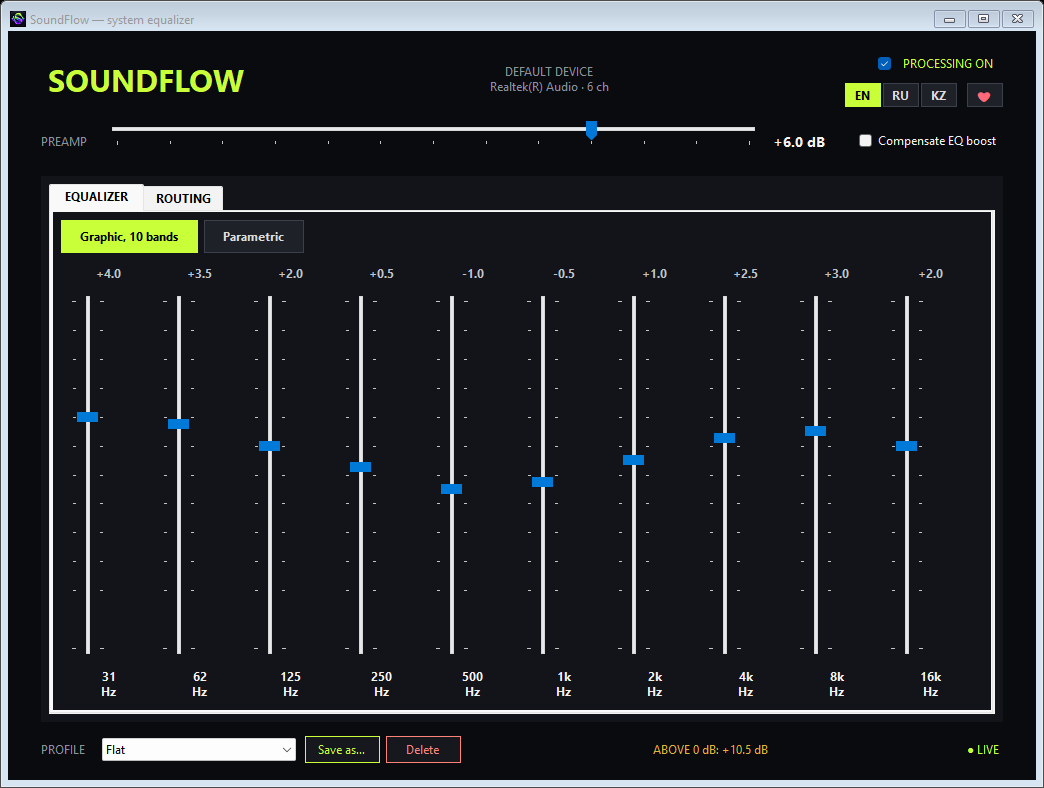 SoundFlow — system equalizer
SOUNDFLOW
DEFAULT DEVICE
Realtek(R) Audio · 6 ch
PROCESSING ON
EN RU KZ
PREAMP
+6.0 dB
Compensate EQ boost
EQUALIZER ROUTING
Graphic, 10 bands Parametric
+4.0 +3.5 +2.0 +0.5 -1.0 -0.5 +1.0 +2.5 +3.0 +2.0
31 62 125 250 500 1k 2k 4k 8k 16k
Hz Hz Hz Hz Hz Hz Hz Hz Hz Hz
PROFILE Flat Save as... Delete ABOVE 0 dB: +10.5 dB ● LIVE